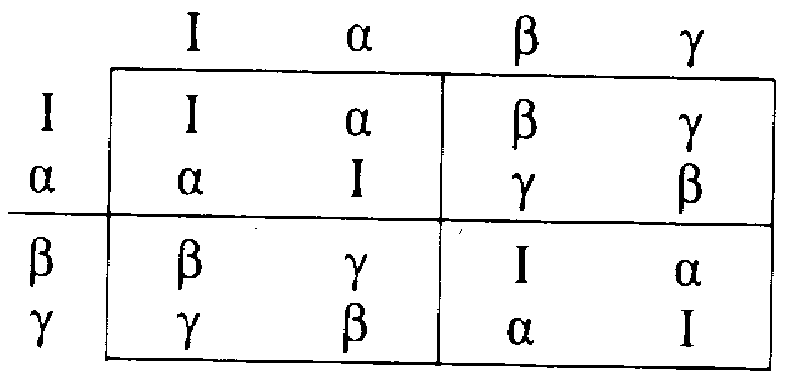 I α β γ
I I α β γ
α α I γ β
β β γ I α
γ γ β α I